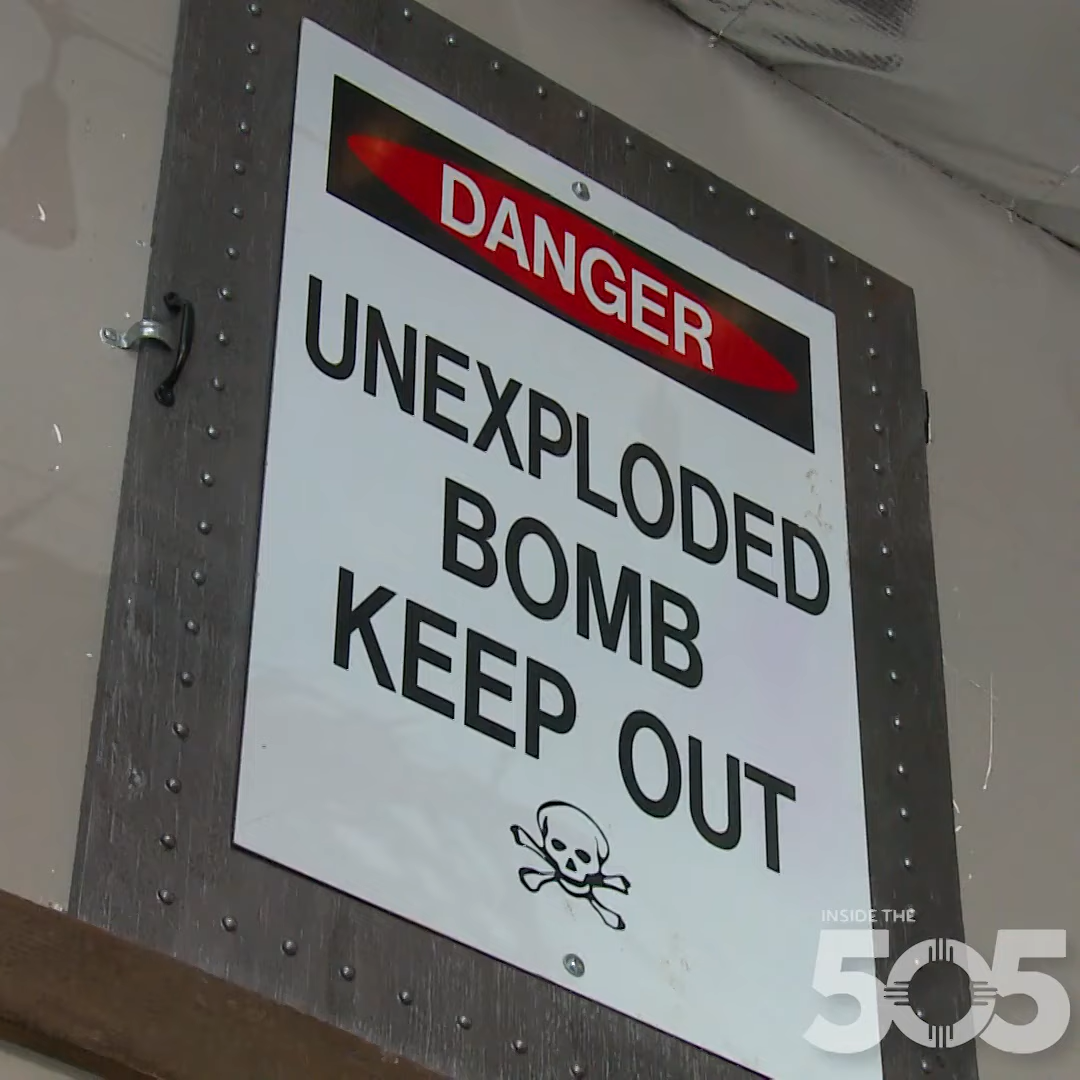 DANGER
UNEXPLODED
BOMB
KEEP OUT
INSIDE THE
505